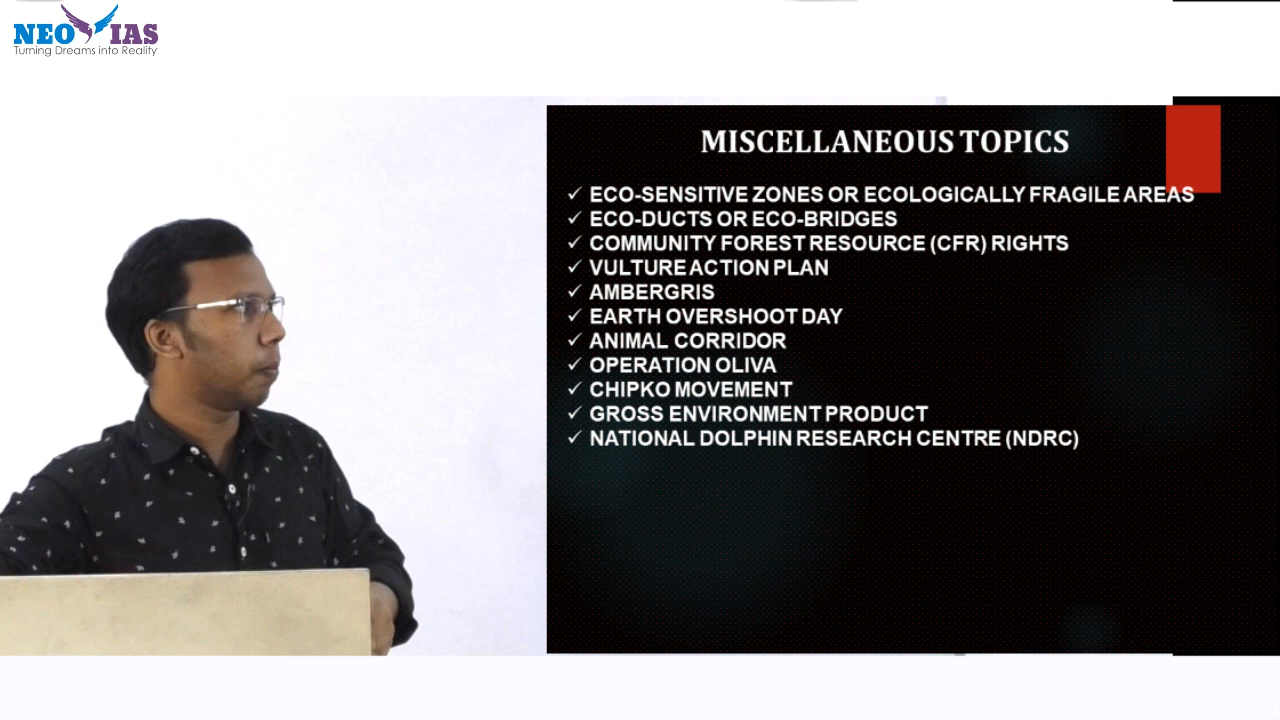 NEO IAS
Turning Dreams into Reality
MISCELLANEOUS TOPICS
✓ ECO-SENSITIVE ZONES OR ECOLOGICALLY FRAGILE AREAS
✓ ECO-DUCTS OR ECO-BRIDGES
✓ COMMUNITY FOREST RESOURCE (CFR) RIGHTS
✓ VULTURE ACTION PLAN
✓ AMBERGRIS
✓ EARTH OVERSHOOT DAY
✓ ANIMAL CORRIDOR
✓ OPERATION OLIVA
✓ CHIPKO MOVEMENT
✓ GROSS ENVIRONMENT PRODUCT
✓ NATIONAL DOLPHIN RESEARCH CENTRE (NDRC)